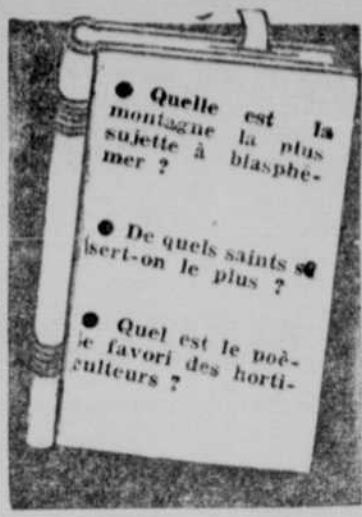 ● Quelle est la
montagne la plus
sujette à blasphé-
mer ?
● De quels saints se
sert-on le plus ?
● Quel est le poè-
te favori des horti-
culteurs ?